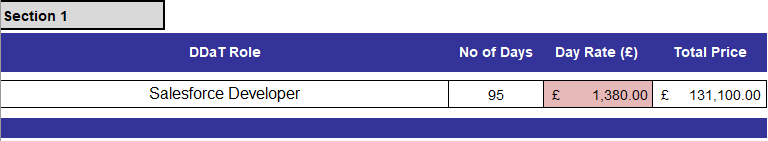 Section 1
DDaT Role No of Days Day Rate (£) Total Price
Salesforce Developer 95 £ 1,380.00 £ 131,100.00